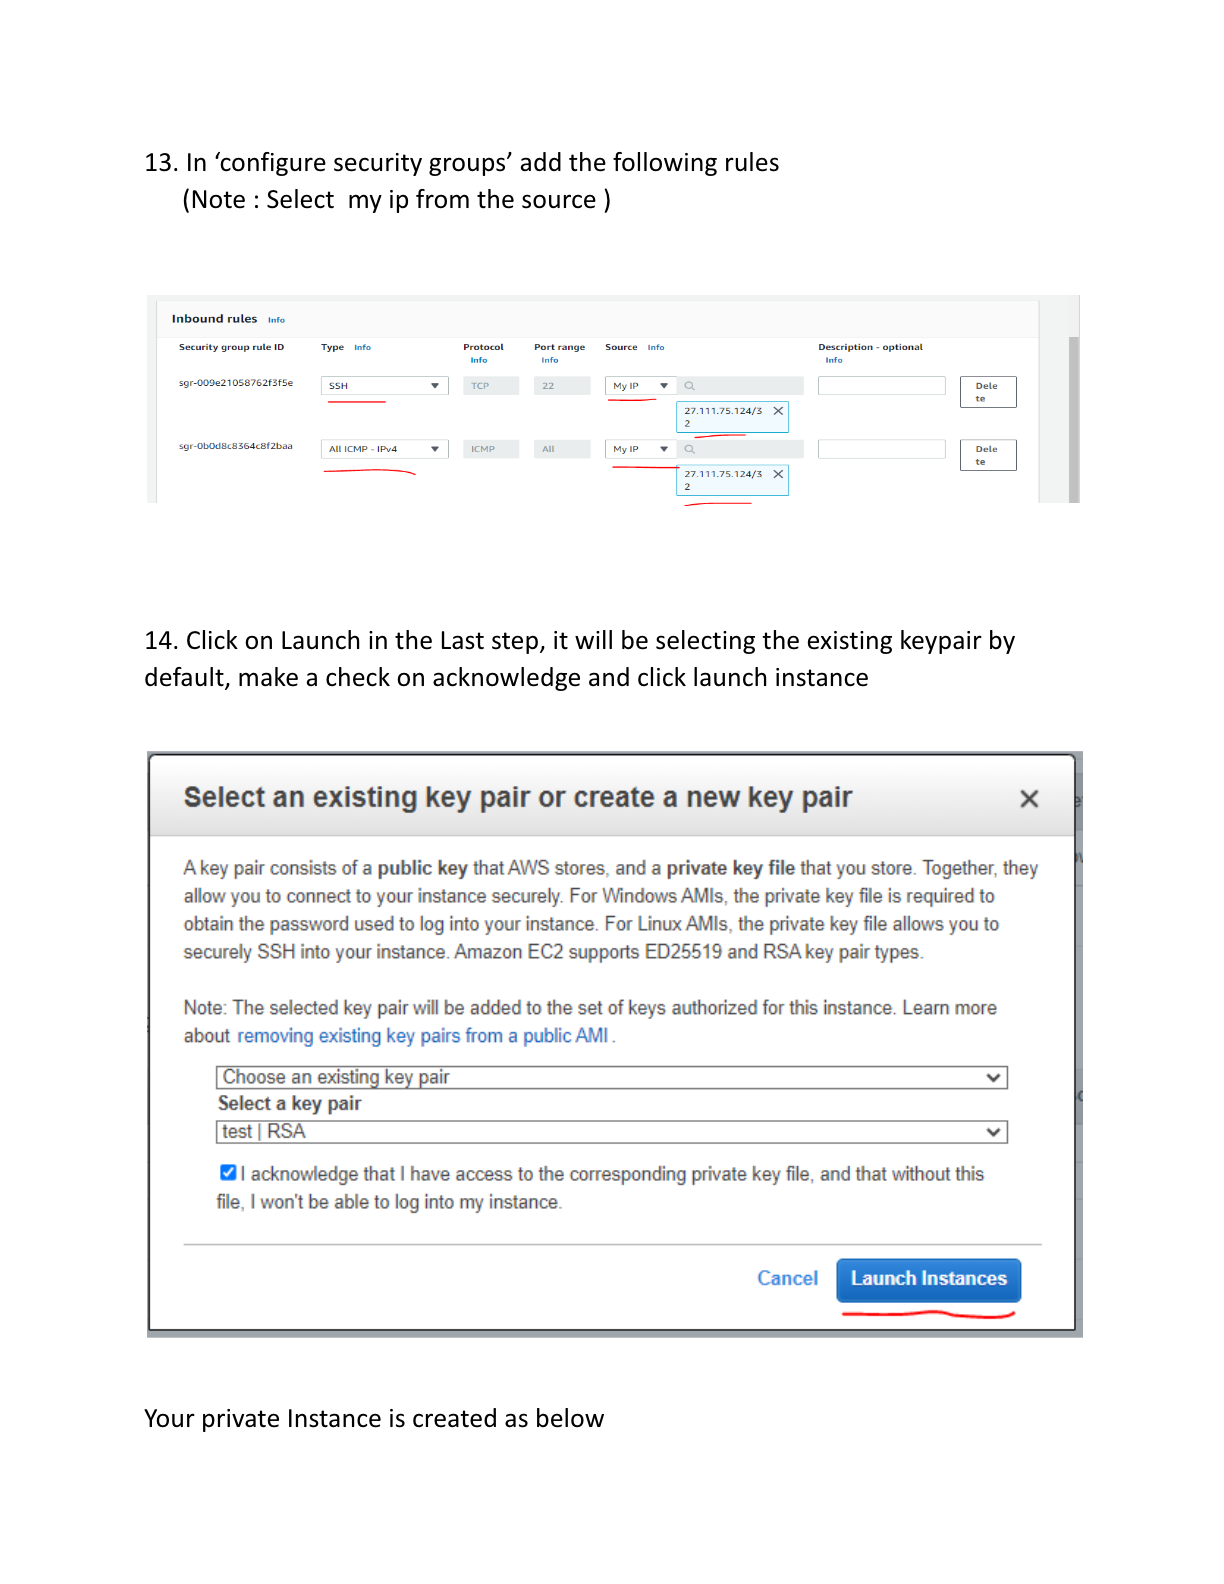 13. In ‘configure security groups’ add the following rules
(Note : Select  my ip from the source )
Inbound rules Info
Security group rule ID Type Info Protocol Info Port range Info Source Info Description - optional Info
sgr-009e21058762f3f5e SSH TCP 22 My IP Dele
te
27.111.75.124/3
2
sgr-0b0d8c8364c8f2baa All ICMP - IPv4 ICMP All My IP Dele
te
27.111.75.124/3
2
14. Click on Launch in the Last step, it will be selecting the existing keypair by
default, make a check on acknowledge and click launch instance
Select an existing key pair or create a new key pair
A key pair consists of a public key that AWS stores, and a private key file that you store. Together, they
allow you to connect to your instance securely. For Windows AMIs, the private key file is required to
obtain the password used to log into your instance. For Linux AMIs, the private key file allows you to
securely SSH into your instance. Amazon EC2 supports ED25519 and RSA key pair types.
Note: The selected key pair will be added to the set of keys authorized for this instance. Learn more
about removing existing key pairs from a public AMI .
Choose an existing key pair
Select a key pair
test | RSA
I acknowledge that I have access to the corresponding private key file, and that without this
file, I won't be able to log into my instance.
Cancel Launch Instances
Your private Instance is created as below